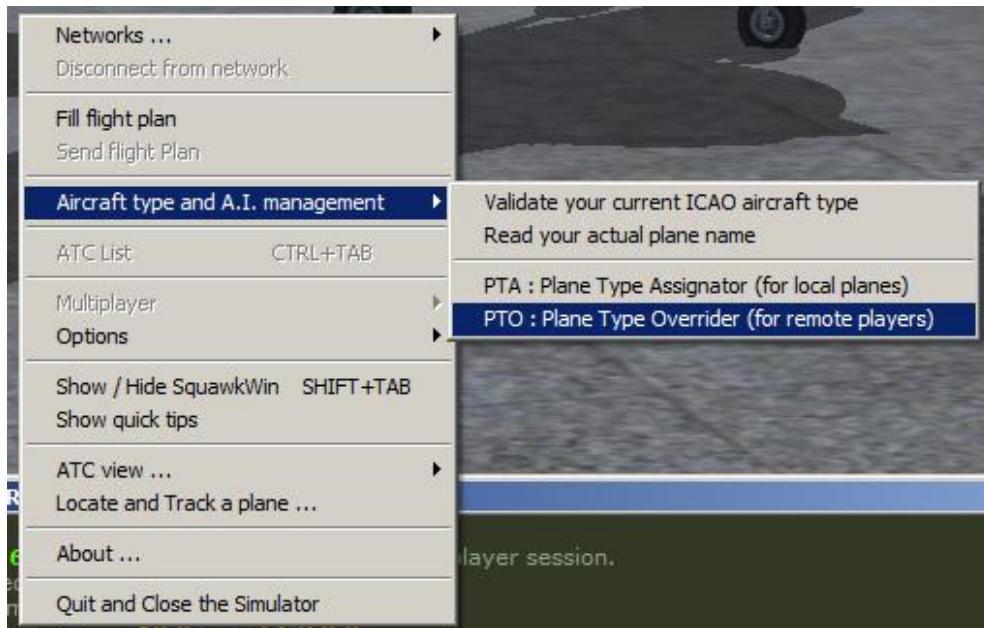 Networks ...
Disconnect from network
Fill flight plan
Send flight Plan
Aircraft type and A.I. management
Validate your current ICAO aircraft type
Read your actual plane name
ATC List CTRL+TAB
PTA : Plane Type Assignator (for local planes)
Multiplayer
PTO : Plane Type Overrider (for remote players)
Options
Show / Hide SquawkWin SHIFT+TAB
Show quick tips
ATC view ...
Locate and Track a plane ...
About ...
layer session.
Quit and Close the Simulator